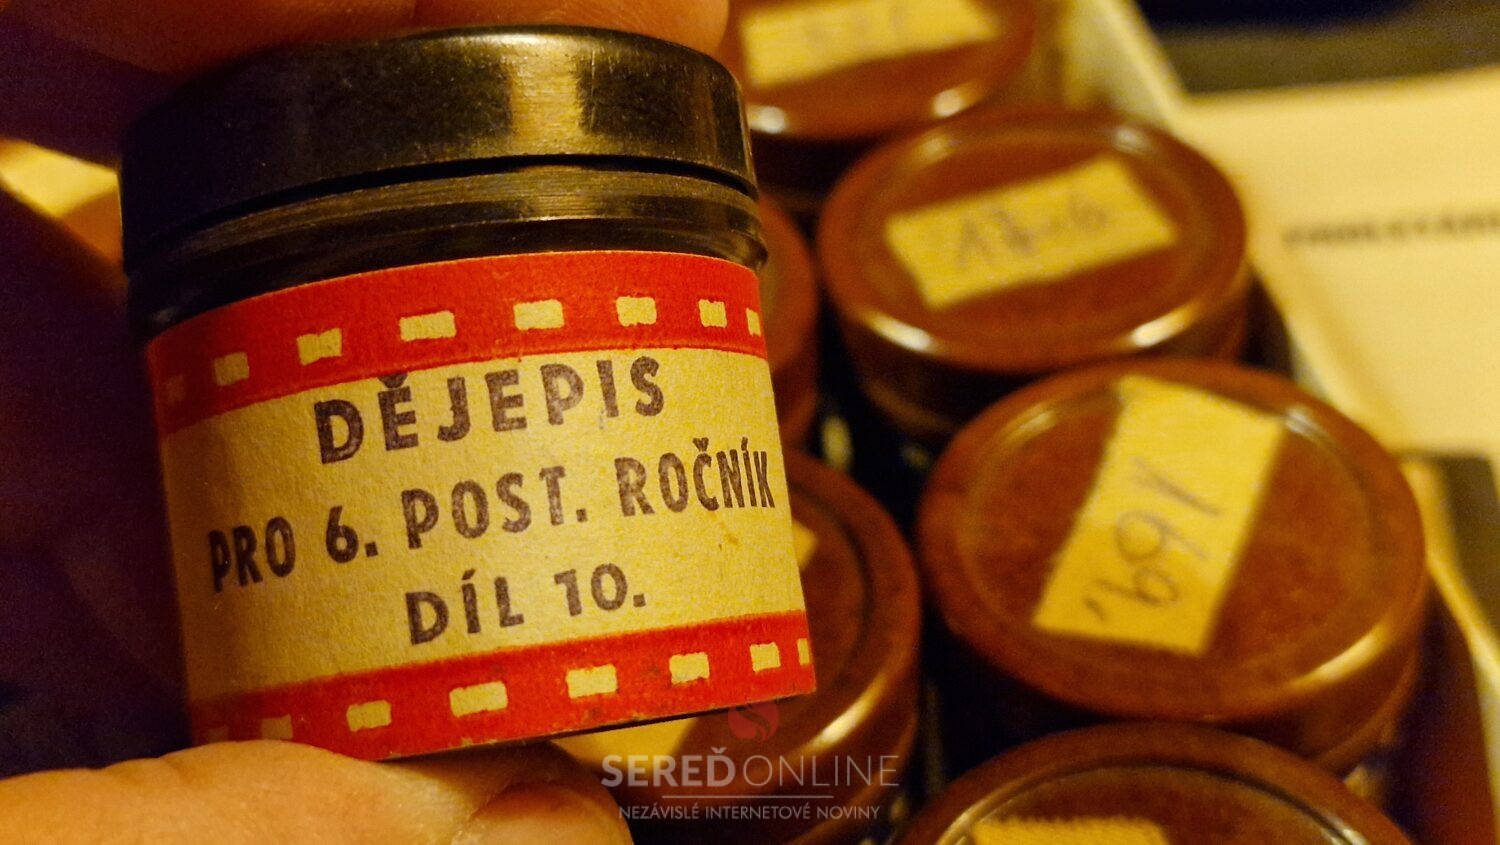 DĚJEPIS
PRO 6. POST. ROČNÍK
DÍL 10.
SEREĎONLINE
NEZÁVISLÉ INTERNETOVÉ NOVINY